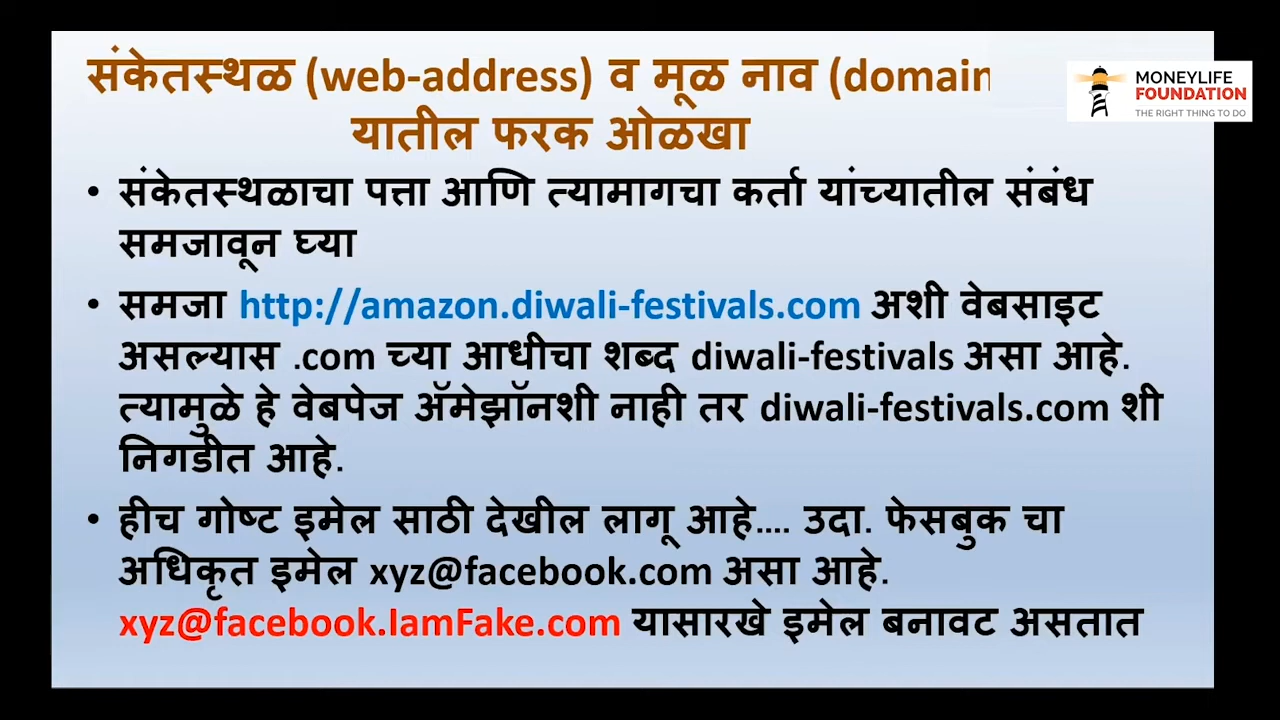 संकेतस्थळ (web-address) व मूळ नाव (domain
यातील फरक ओळखा
MONEYLIFE
FOUNDATION
THE RIGHT THING TO DO
• संकेतस्थळाचा पत्ता आणि त्यामागचा कर्ता यांच्यातील संबंध
समजावून घ्या
• समजा http://amazon.diwali-festivals.com अशी वेबसाइट
असल्यास .com च्या आधीचा शब्द diwali-festivals असा आहे.
त्यामुळे हे वेबपेज ॲमेझॉनशी नाही तर diwali-festivals.com शी
निगडीत आहे.
• हीच गोष्ट इमेल साठी देखील लागू आहे.... उदा. फेसबुक चा
अधिकृत इमेल xyz@facebook.com असा आहे.
xyz@facebook.IamFake.com यासारखे इमेल बनावट असतात